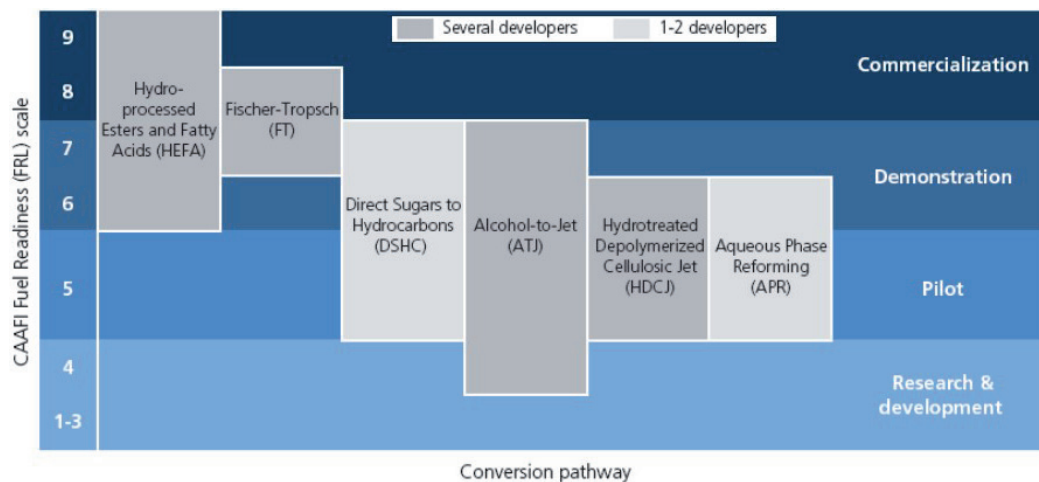 Several developers
1-2 developers
CAAFI Fuel Readiness (FRL) scale
9
8
7
6
5
4
1-3
Hydro-
processed
Esters and Fatty
Acids (HEFA)
Fischer-Tropsch
(FT)
Direct Sugars to
Hydrocarbons
(DSHC)
Alcohol-to-Jet
(ATJ)
Hydrotreated
Depolymerized
Cellulosic Jet
(HDCJ)
Aqueous Phase
Reforming
(APR)
Commercialization
Demonstration
Pilot
Research &
development
Conversion pathway